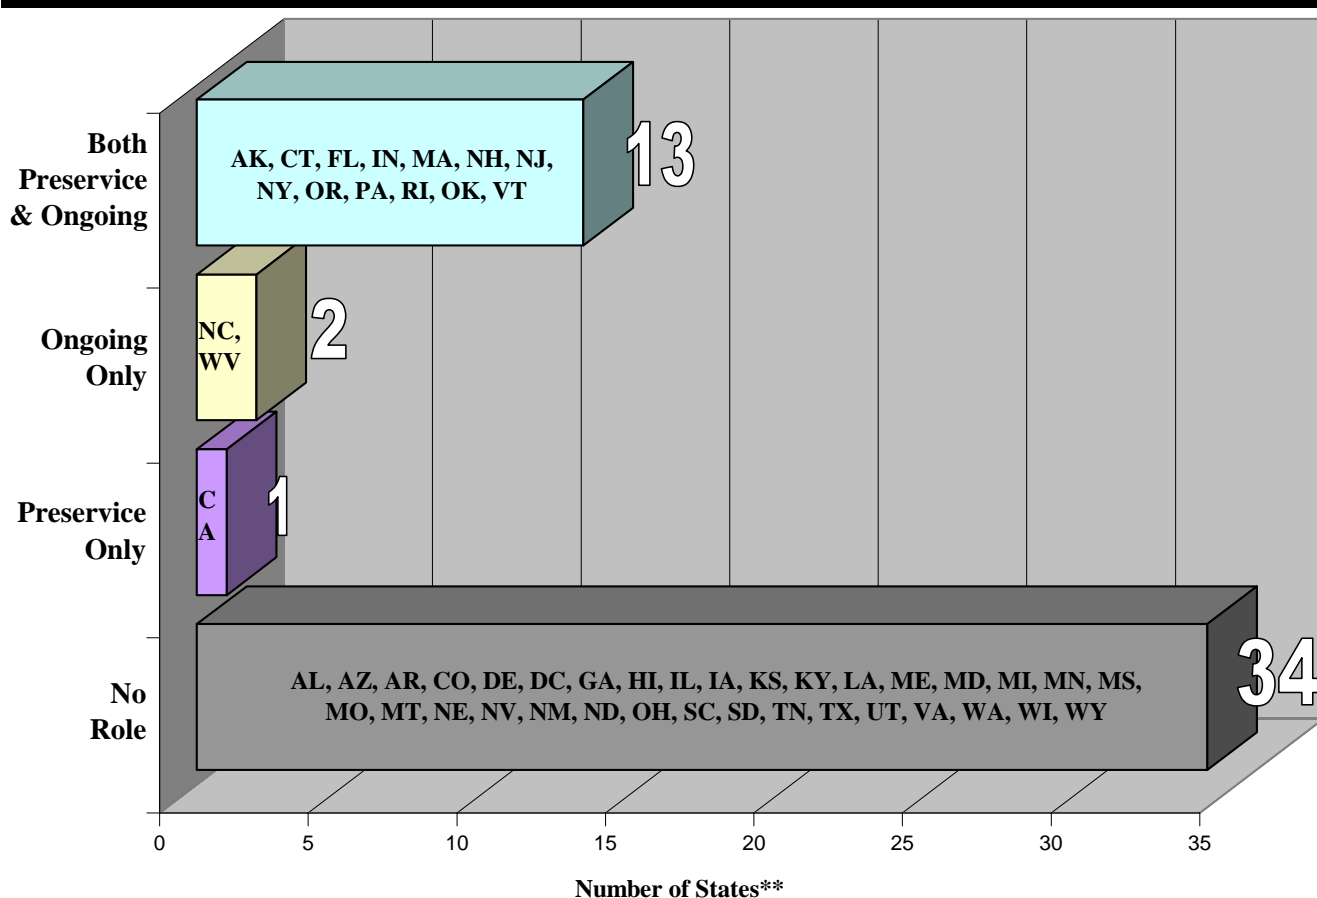 Both
Preservice
& Ongoing
AK, CT, FL, IN, MA, NH, NJ,
NY, OR, PA, RI, OK, VT
13
Ongoing
Only
NC,
WV
2
Preservice
Only
C
A
1
No
Role
AL, AZ, AR, CO, DE, DC, GA, HI, IL, IA, KS, KY, LA, ME, MD, MI, MN, MS,
MO, MT, NE, NV, NM, ND, OH, SC, SD, TN, TX, UT, VA, WA, WI, WY
34
0 5 10 15 20 25 30 35
Number of States**